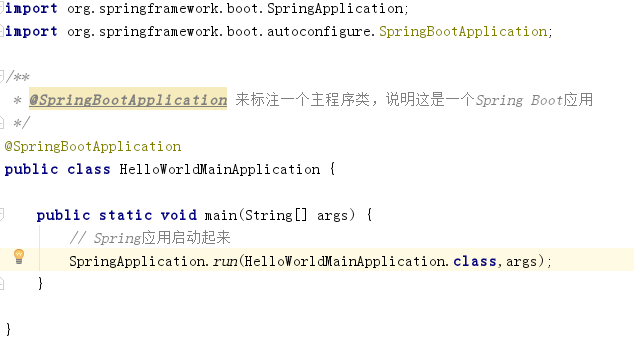 import org.springframework.boot.SpringApplication;
import org.springframework.boot.autoconfigure.SpringBootApplication;
/**
* @SpringBootApplication 来标注一个主程序类，说明这是一个Spring Boot应用
*/
@SpringBootApplication
public class HelloWorldMainApplication {
public static void main(String[] args) {
// Spring应用启动起来
SpringApplication.run(HelloWorldMainApplication.class,args);
}
}